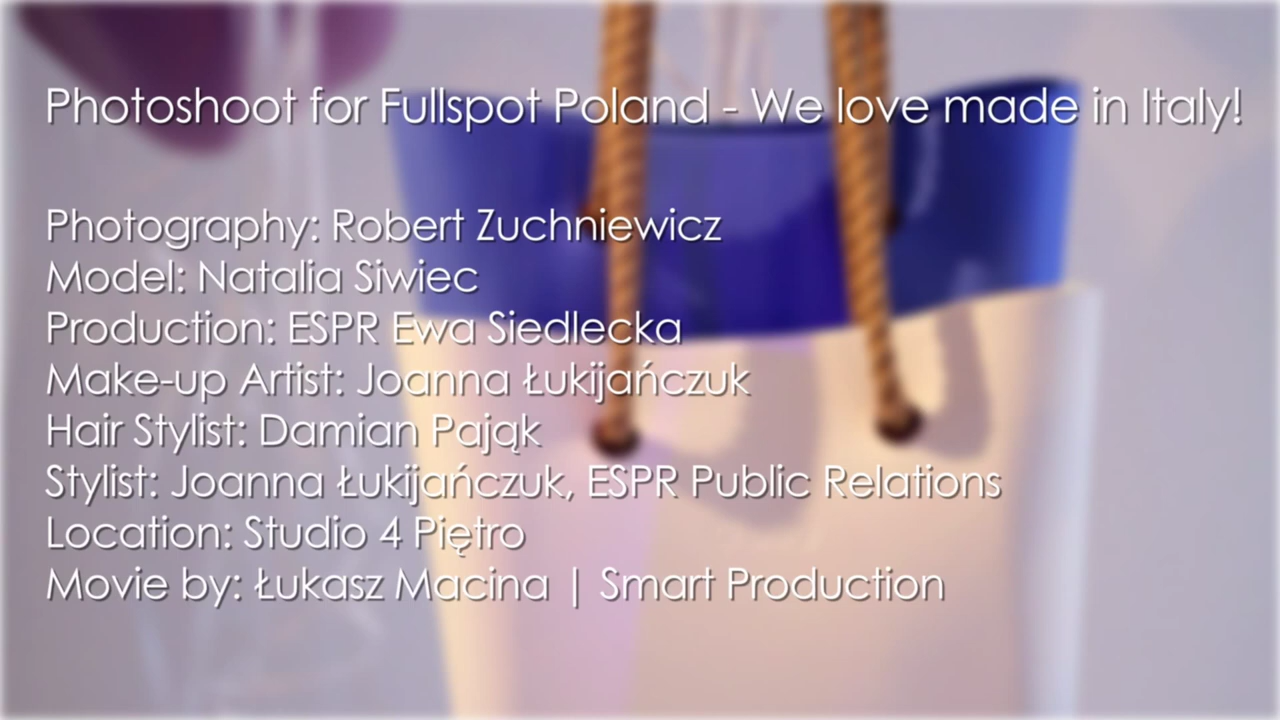 Photoshoot for Fullspot Poland - We love made in Italy!
Photography: Robert Zuchniewicz
Model: Natalia Siwiec
Production: ESPR Ewa Siedlecka
Make-up Artist: Joanna Łukijańczuk
Hair Stylist: Damian Pająk
Stylist: Joanna Łukijańczuk, ESPR Public Relations
Location: Studio 4 Piętro
Movie by: Łukasz Macina | Smart Production